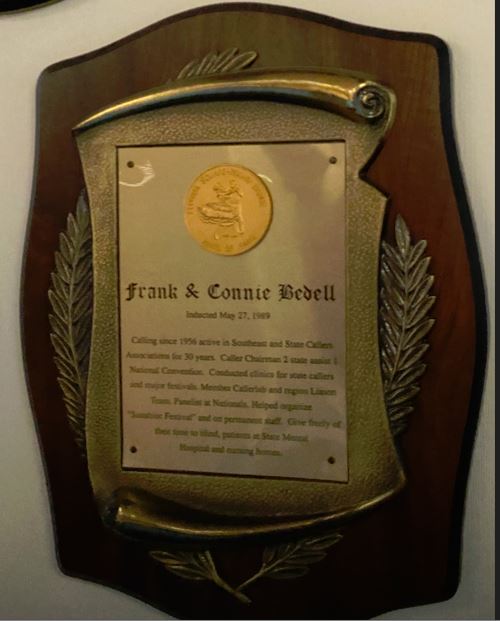 Frank & Connie Bedell
Inducted May 27, 1989
Calling since 1956 active in Southeast and State Callers
Associations for 30 years. Caller Chairman 2 state assist 1
National Convention. Conducted clinics for state callers
and major festivals. Member Callerlab and region Liason
Team. Panelist at Nationals. Helped organize
"Sunshine Festival" and on permanent staff. Give freely of
their time to blind, patients at State Mental
Hospital and nursing homes.